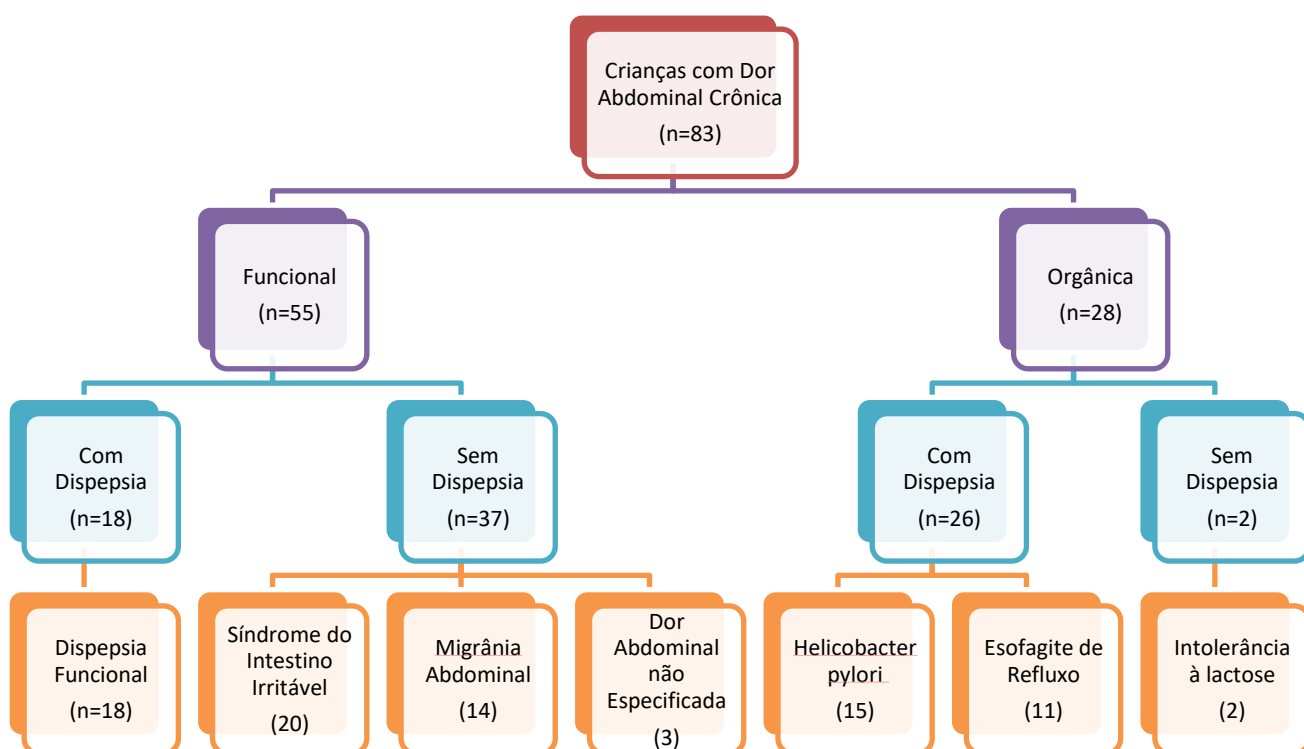 Crianças com Dor
Abdominal Crônica
(n=83)
Funcional
(n=55)
Orgânica
(n=28)
Com
Dispepsia
(n=18)
Sem
Dispepsia
(n=37)
Com
Dispepsia
(n=26)
Sem
Dispepsia
(n=2)
Dispepsia
Funcional
(n=18)
Síndrome do
Intestino
Irritável
(20)
Migrânia
Abdominal
(14)
Dor
Abdominal
não
Especificada
(3)
Helicobacter
pylori
(15)
Esofagite de
Refluxo
(11)
Intolerância
à lactose
(2)